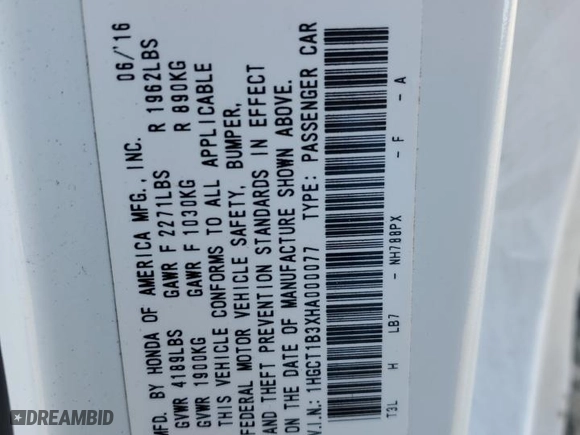 MFD. BY HONDA OF AMERICA MFG., INC. 06/'16
GVWR 4189LBS GAWR F 2271LBS R 1962LBS
GVWR 1900KG GAWR F 1030KG R 890KG
THIS VEHICLE CONFORMS TO ALL APPLICABLE
FEDERAL MOTOR VEHICLE SAFETY, BUMPER,
AND THEFT PREVENTION STANDARDS IN EFFECT
ON THE DATE OF MANUFACTURE SHOWN ABOVE.
V.I.N.: 1HGCT1B3XHA000077 TYPE: PASSENGER CAR
T3L H LB7 - NH788PX - F - A
DREAMBID